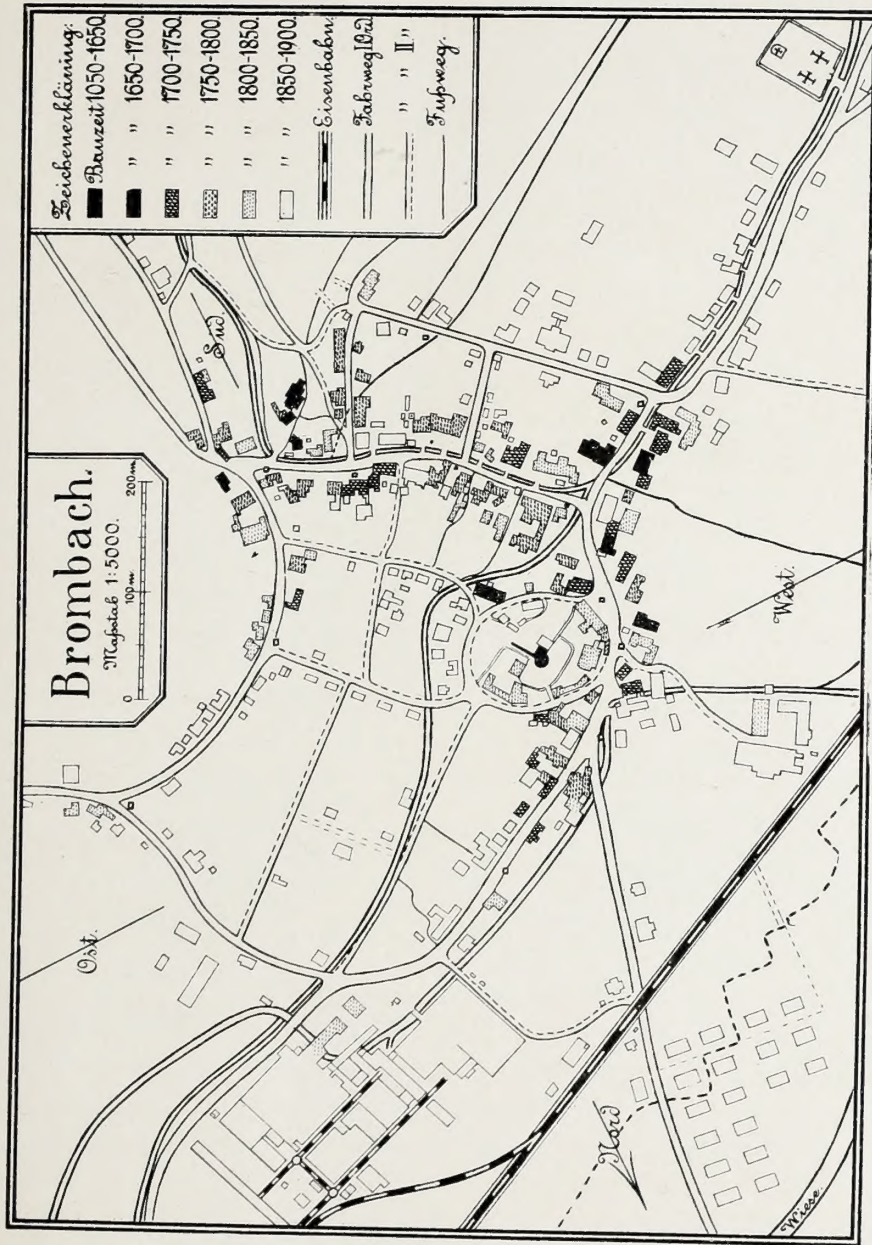 Brombach.
Maßstab 1:5000.
0 100 m. 200 m.
Zeichenerklärung:
Bauzeit 1050-1650.
" " 1650-1700.
" " 1700-1750.
" " 1750-1800.
" " 1800-1850.
" " 1850-1900.
Eisenbahn.
Fahrweg I Ord
" " II "
Fußweg.
Süd.
Ost.
West.
Nord
Wiese.